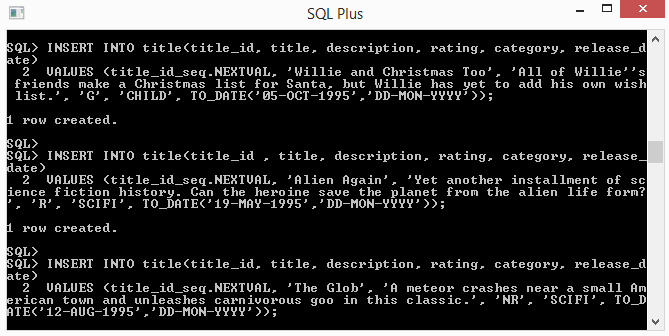 SQL Plus
SQL> INSERT INTO title(title_id, title, description, rating, category, release_d
ate)
  2  VALUES (title_id_seq.NEXTVAL, 'Willie and Christmas Too', 'All of Willie''s
 friends make a Christmas list for Santa, but Willie has yet to add his own wish
 list.', 'G', 'CHILD', TO_DATE('05-OCT-1995','DD-MON-YYYY'));
1 row created.
SQL>
SQL> INSERT INTO title(title_id , title, description, rating, category, release_
date)
  2  VALUES (title_id_seq.NEXTVAL, 'Alien Again', 'Yet another installment of sc
ience fiction history. Can the heroine save the planet from the alien life form?
', 'R', 'SCIFI', TO_DATE('19-MAY-1995','DD-MON-YYYY'));
1 row created.
SQL>
SQL> INSERT INTO title(title_id, title, description, rating, category, release_d
ate)
  2  VALUES (title_id_seq.NEXTVAL, 'The Glob', 'A meteor crashes near a small Am
erican town and unleashes carnivorous goo in this classic.', 'NR', 'SCIFI', TO_D
ATE('12-AUG-1995','DD-MON-YYYY'));